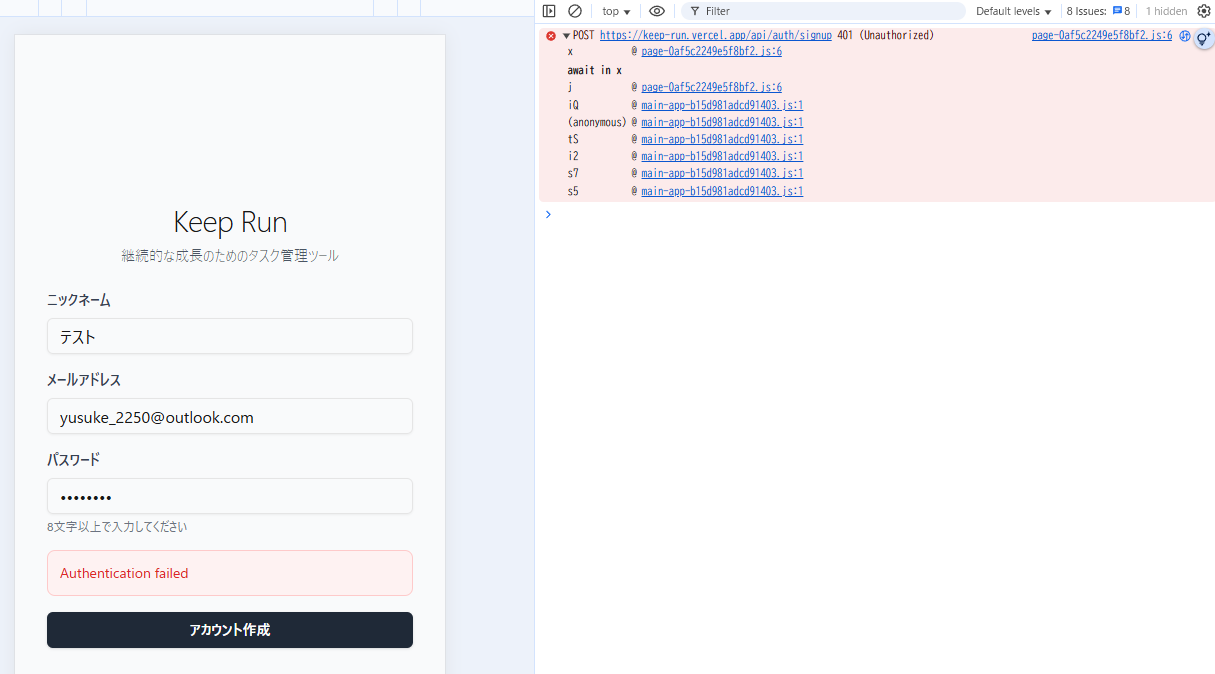 Keep Run
継続的な成長のためのタスク管理ツール
ニックネーム
テスト
メールアドレス
yusuke_2250@outlook.com
パスワード
••••••••
8文字以上で入力してください
Authentication failed
アカウント作成
top ▼ Filter Default levels ▼ 8 Issues: 8 1 hidden
▼POST https://keep-run.vercel.app/api/auth/signup 401 (Unauthorized) page-0af5c2249e5f8bf2.js:6
x @ page-0af5c2249e5f8bf2.js:6
await in x
j @ page-0af5c2249e5f8bf2.js:6
iQ @ main-app-b15d981adcd91403.js:1
(anonymous) @ main-app-b15d981adcd91403.js:1
tS @ main-app-b15d981adcd91403.js:1
i2 @ main-app-b15d981adcd91403.js:1
s7 @ main-app-b15d981adcd91403.js:1
s5 @ main-app-b15d981adcd91403.js:1